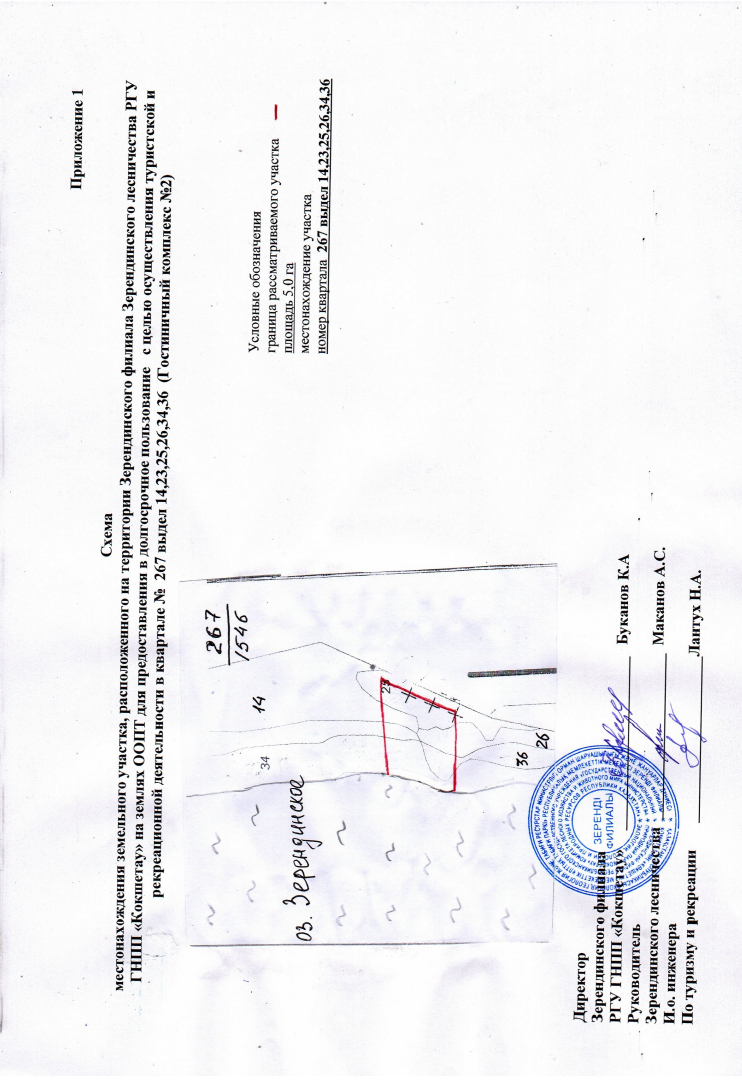 Приложение 1
Схема
местонахождения земельного участка, расположенного на территории Зерендинского филиала Зерендинского лесничества РГУ
ГНПП «Кокшетау» на землях ООПТ для предоставления в долгосрочное пользование с целью осуществления туристской и
рекреационной деятельности в квартале № 267 выдел 14,23,25,26,34,36 (Гостиничный комплекс №2)
Условные обозначения
граница рассматриваемого участка
площадь 5,0 га
местонахождение участка
номер квартала 267 выдел 14,23,25,26,34,36
267
1546
14
34
25
36
26
оз. Зерендинское
Директор
Зерендинского филиала
РГУ ГНПП «Кокшетау» Буканов К.А
Руководитель
Зерендинского лесничества Маканов А.С.
И.о. инженера
По туризму и рекреации Лантух Н.А.
ЗЕРЕНДІ
ФИЛИАЛЫ